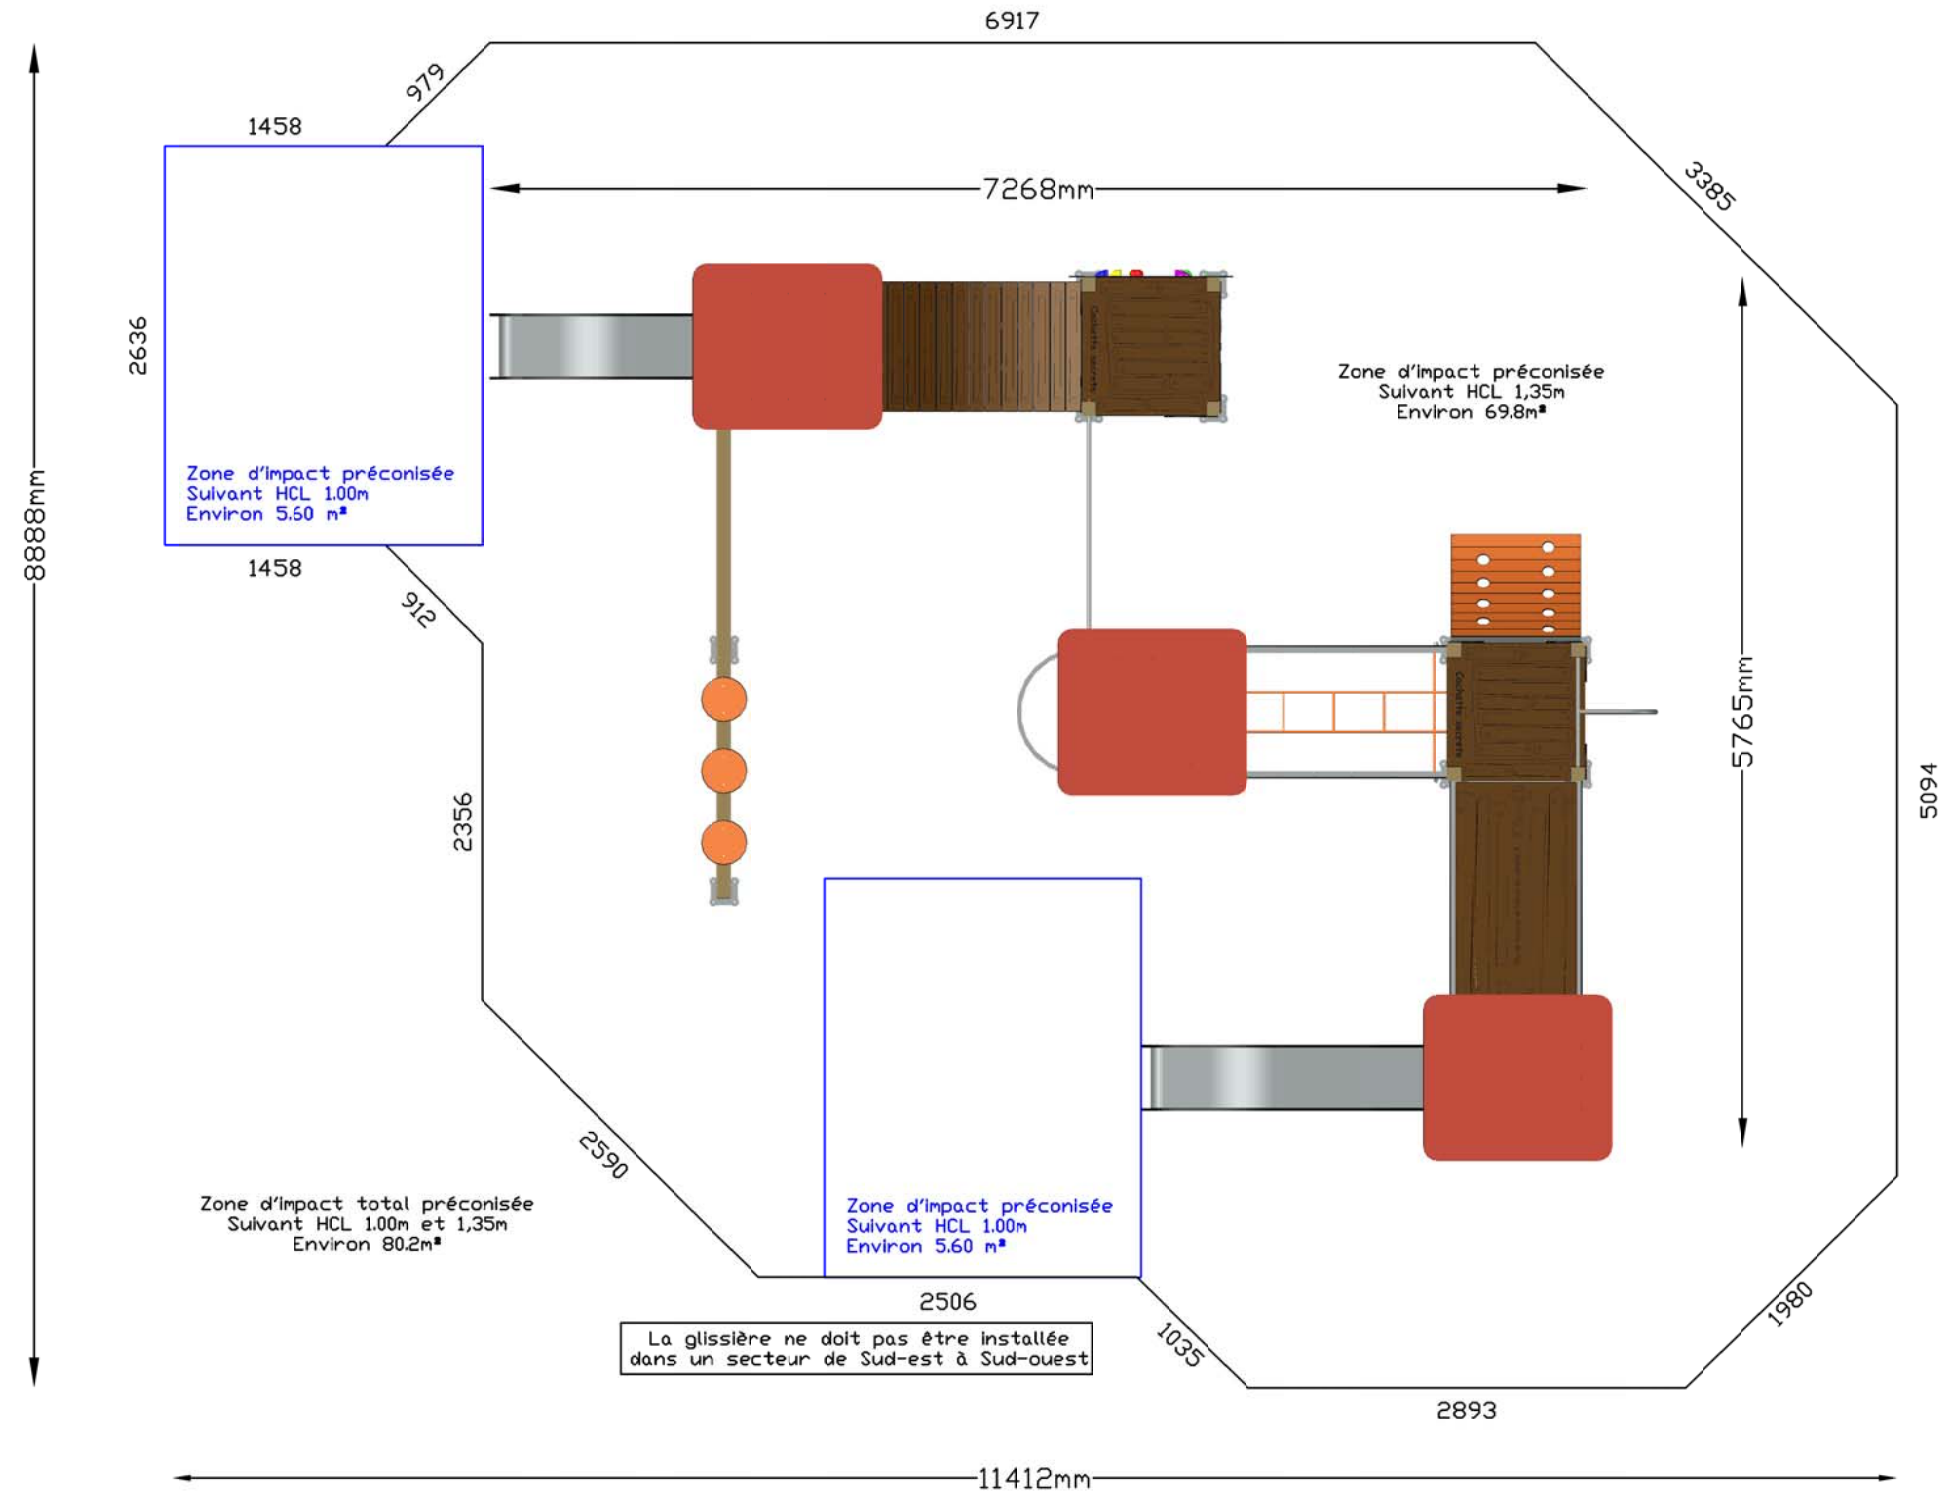 6917
979
1458
7268mm
3385
2636
8888mm
Zone d'impact préconisée
Suivant HCL 1,35m
Environ 69.8m²
Zone d'impact préconisée
Suivant HCL 1.00m
Environ 5.60 m²
1458
912
5765mm
5094
2356
2590
Zone d'impact total préconisée
Suivant HCL 1.00m et 1,35m
Environ 80.2m²
Zone d'impact préconisée
Suivant HCL 1.00m
Environ 5.60 m²
2506
La glissière ne doit pas être installée
dans un secteur de Sud-est à Sud-ouest
1035
1980
2893
11412mm